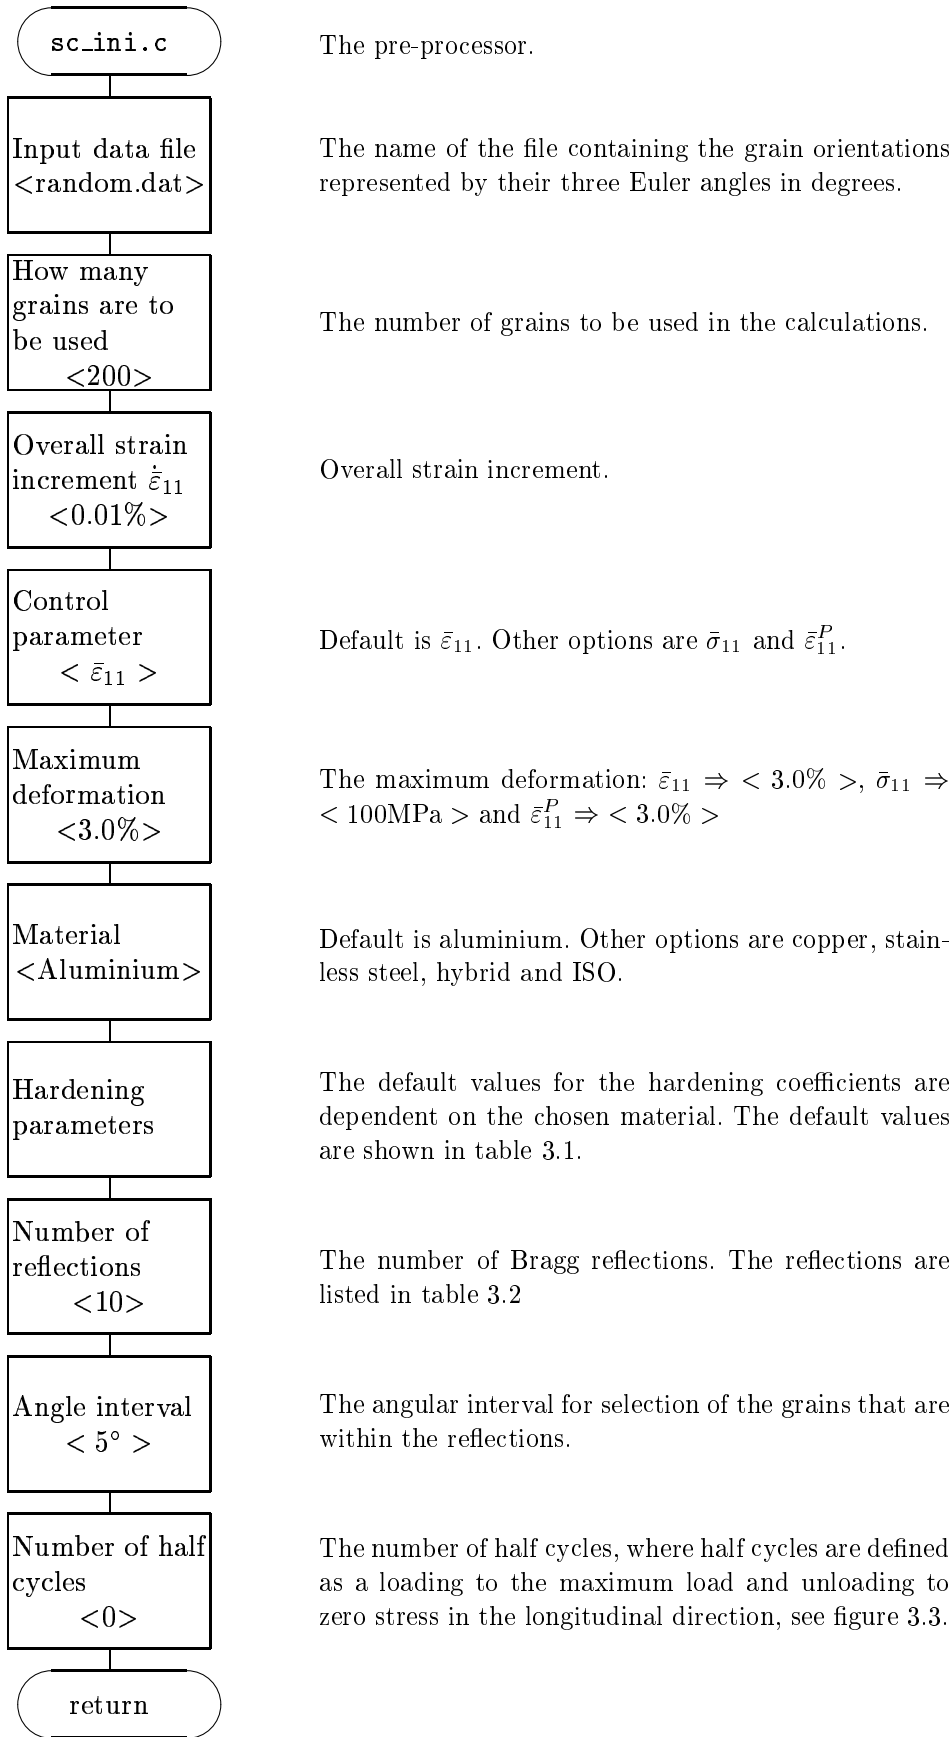 sc_ini.c
The pre-processor.
Input data file
<random.dat>
The name of the file containing the grain orientations
represented by their three Euler angles in degrees.
How many
grains are to
be used
<200>
The number of grains to be used in the calculations.
Overall strain
increment ε̄̇₁₁
<0.01%>
Overall strain increment.
Control
parameter
< ε̄₁₁ >
Default is ε̄₁₁. Other options are σ̄₁₁ and ε̄ᴾ₁₁.
Maximum
deformation
<3.0%>
The maximum deformation: ε̄₁₁ ⇒ < 3.0% >, σ̄₁₁ ⇒
< 100MPa > and ε̄ᴾ₁₁ ⇒ < 3.0% >
Material
<Aluminium>
Default is aluminium. Other options are copper, stain-
less steel, hybrid and ISO.
Hardening
parameters
The default values for the hardening coefficients are
dependent on the chosen material. The default values
are shown in table 3.1.
Number of
reflections
<10>
The number of Bragg reflections. The reflections are
listed in table 3.2
Angle interval
< 5° >
The angular interval for selection of the grains that are
within the reflections.
Number of half
cycles
<0>
The number of half cycles, where half cycles are defined
as a loading to the maximum load and unloading to
zero stress in the longitudinal direction, see figure 3.3.
return